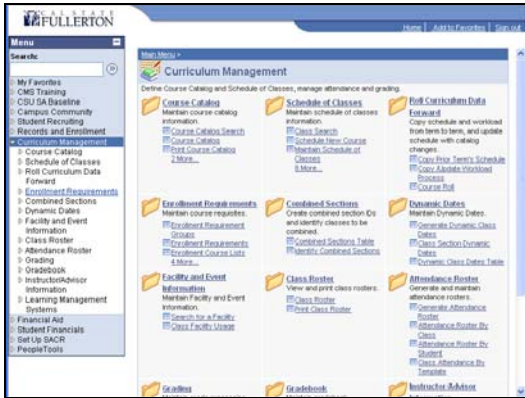 CAL STATE
FULLERTON
Home | Add to Favorites | Sign out
Menu
Search:
My Favorites
CMS Training
CSU SA Baseline
Campus Community
Student Recruiting
Records and Enrollment
Curriculum Management
Course Catalog
Schedule of Classes
Roll Curriculum Data
Forward
Enrollment Requirements
Combined Sections
Dynamic Dates
Facility and Event
Information
Class Roster
Attendance Roster
Grading
Gradebook
Instructor/Advisor
Information
Learning Management
Systems
Financial Aid
Student Financials
Set Up SACR
PeopleTools
Main Menu >
Curriculum Management
Define Course Catalog and Schedule of Classes, manage attendance and grading.
Course Catalog
Maintain course catalog
information.
Course Catalog Search
Course Catalog
Print Course Catalog
2 More...
Schedule of Classes
Maintain schedule of classes
information.
Class Search
Schedule New Course
Maintain Schedule of
Classes
8 More...
Roll Curriculum Data
Forward
Copy schedule and workload
from term to term, and update
schedule with catalog
changes.
Copy Prior Term's Schedule
Copy /Update Workload
Process
Course Roll
Enrollment Requirements
Maintain course requisites.
Enrollment Requirement
Groups
Enrollment Requirements
Enrollment Course Lists
4 More...
Combined Sections
Create combined section IDs
and identify classes to be
combined.
Combined Sections Table
Identify Combined Sections
Dynamic Dates
Maintain Dynamic Dates.
Generate Dynamic Class
Dates
Class Section Dynamic
Dates
Dynamic Class Dates Table
Facility and Event
Information
Maintain Facility and Event
Information.
Search for a Facility
Class Facility Usage
Class Roster
View and print class rosters.
Class Roster
Print Class Roster
Attendance Roster
Generate and maintain
attendance rosters.
Generate Attendance
Roster
Attendance Roster By
Class
Attendance Roster By
Student
Class Attendance By
Template
Grading
Gradebook
Instructor/Advisor